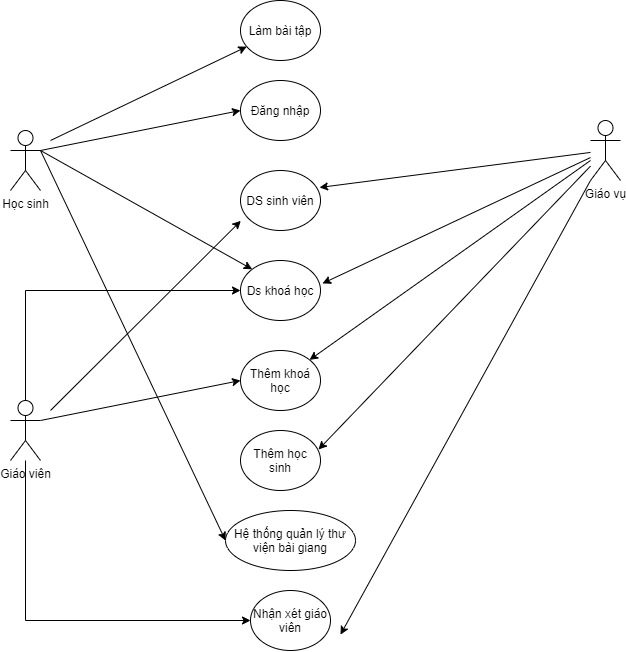 Làm bài tập
Đăng nhập
Học sinh
Giáo vụ
DS sinh viên
Ds khoá học
Thêm khoá
học
Giáo viên
Thêm học
sinh
Hệ thống quản lý thư
viện bài giang
Nhận xét giáo
viên